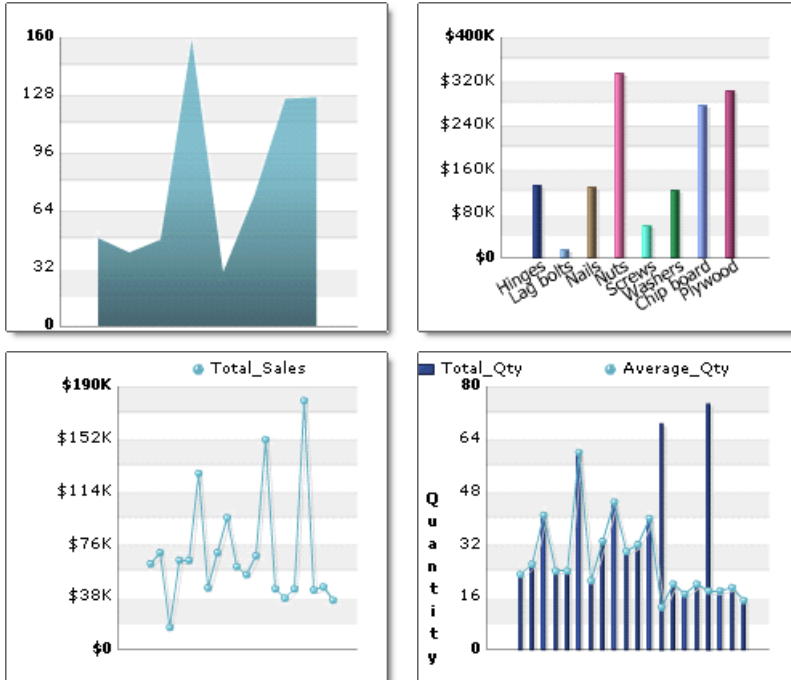 160
128
96
64
32
0
$400K
$320K
$240K
$160K
$80K
$0
Hinges
Lag bolts
Nails
Nuts
Screws
Washers
Chip board
Plywood
Total_Sales
$190K
$152K
$114K
$76K
$38K
$0
Total_Qty
Average_Qty
Quantity
80
64
48
32
16
0